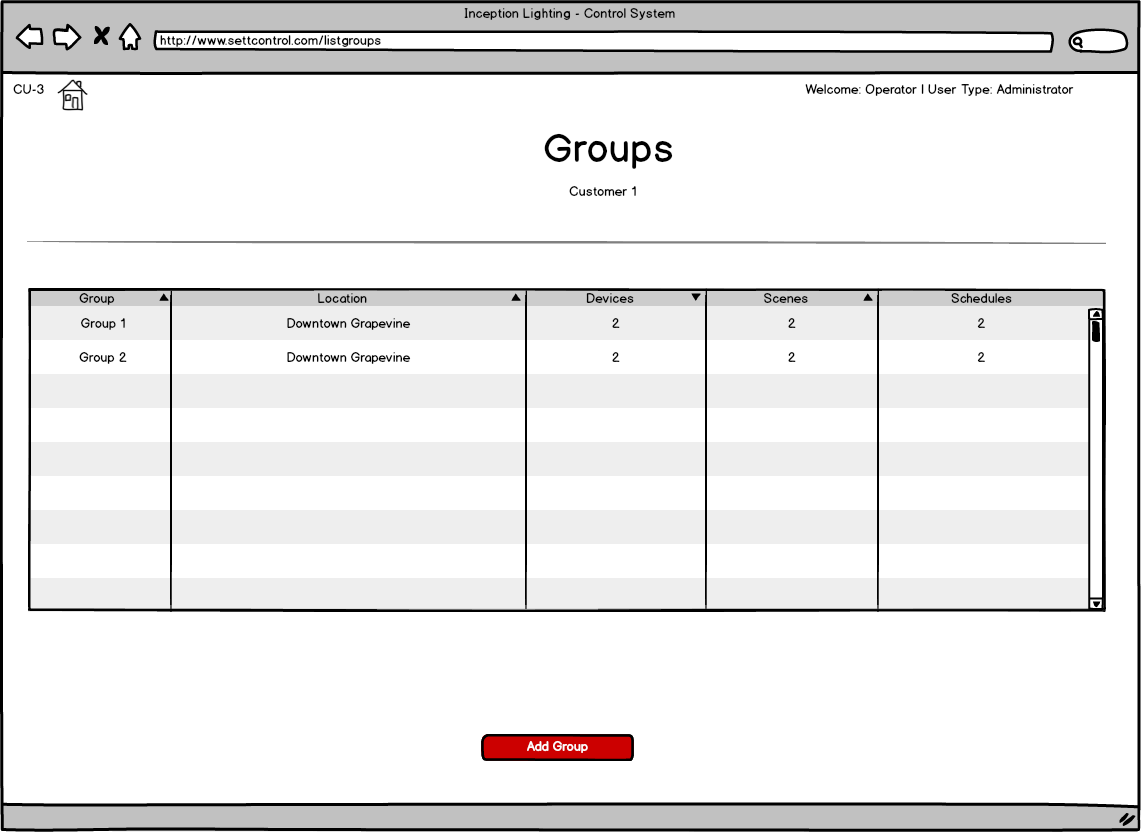 Inception Lighting - Control System
http://www.settcontrol.com/listgroups
CU-3
Welcome: Operator | User Type: Administrator
Groups
Customer 1
Group Location Devices Scenes Schedules
Group 1 Downtown Grapevine 2 2 2
Group 2 Downtown Grapevine 2 2 2
Add Group